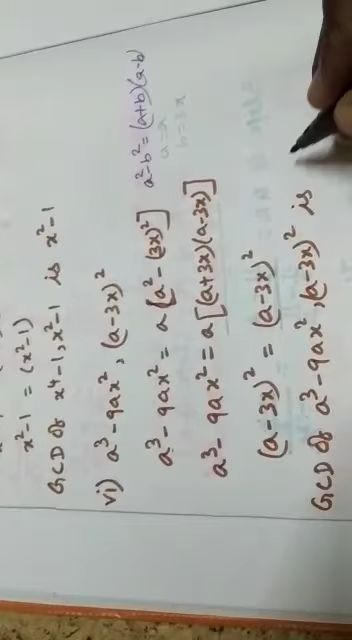 x²-1 = (x²-1)
GCD of x⁴-1, x²-1 is x²-1
vi) a³-9ax², (a-3x)²
a³-9ax² = a[a²-(3x)²]
a²-b² = (a+b)(a-b)
a=a
b=3x
a³-9ax² = a[(a+3x)(a-3x)]
(a-3x)² = (a-3x)²
GCD of a³-9ax², (a-3x)² is